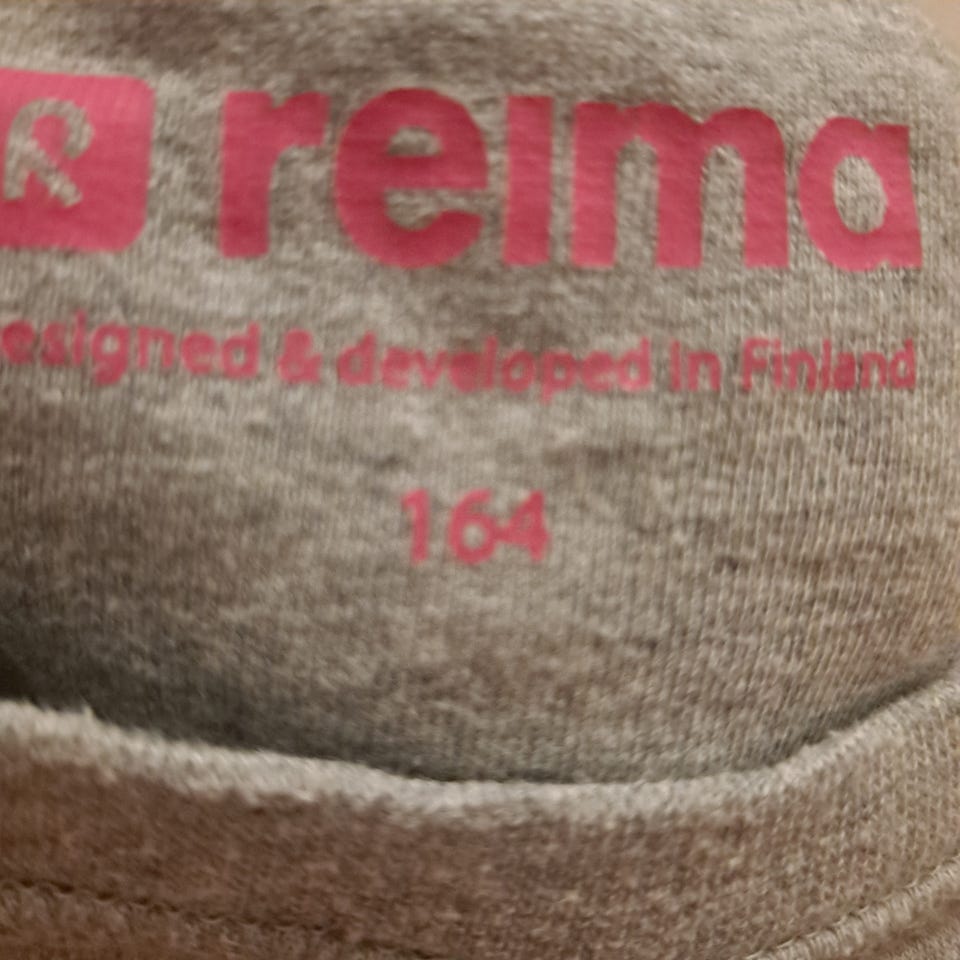 reima
esigned & developed in Finland
164